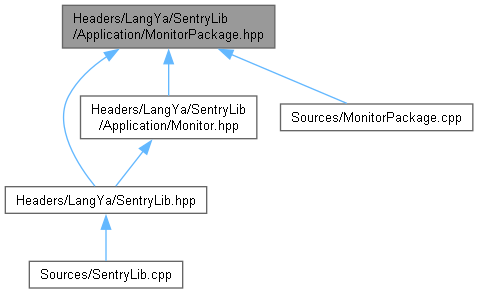 Headers/LangYa/SentryLib
/Application/MonitorPackage.hpp
Headers/LangYa/SentryLib
/Application/Monitor.hpp
Sources/MonitorPackage.cpp
Headers/LangYa/SentryLib.hpp
Sources/SentryLib.cpp